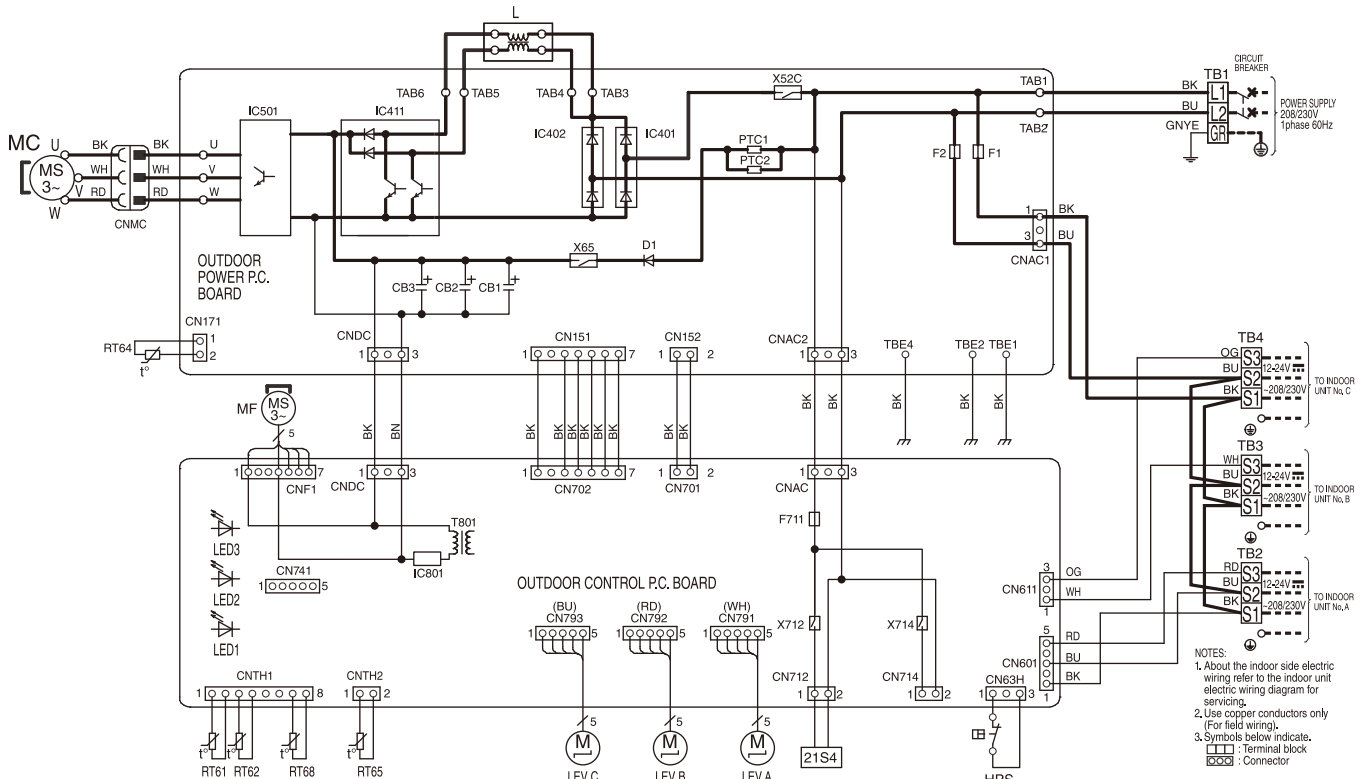 L
CIRCUIT
BREAKER
TB1
X52C
TAB1
TAB6
TAB5
TAB4
TAB3
BK
L1
BU
L2
GNYE
GR
POWER SUPPLY
208/230V
1phase 60Hz
TAB2
IC501
IC411
IC402
IC401
PTC1
PTC2
F2
F1
MC
U
BK
BK
U
MS
3~
V
WH
WH
V
W
RD
RD
W
CNMC
1
BK
3
BU
CNAC1
OUTDOOR
POWER P.C.
BOARD
X65
D1
CB3
+
CB2
+
CB1
+
CN171
1
2
RT64
t°
CNDC
1
3
CN151
1
7
CN152
1
2
CNAC2
1
3
TBE4
TBE2
TBE1
TB4
OG
S3
12-24V
BU
S2
BK
S1
~208/230V
TO INDOOR
UNIT No, C
MF
MS
3~
5
BK
BN
BK
BK
BK
BK
BK
BK
BK
BK
BK
BK
BK
BK
BK
TB3
WH
S3
12-24V
BU
S2
BK
S1
~208/230V
TO INDOOR
UNIT No, B
1
7
CNF1
1
3
CNDC
1
7
CN702
1
2
CN701
1
3
CNAC
F711
LED3
T801
IC801
CN741
1
5
LED2
LED1
OUTDOOR CONTROL P.C. BOARD
TB2
RD
S3
12-24V
BU
S2
BK
S1
~208/230V
TO INDOOR
UNIT No, A
3
OG
CN611
WH
1
(BU)
CN793
1
5
(RD)
CN792
1
5
(WH)
CN791
1
5
X712
X714
5
RD
CN601
BU
BK
1
CNTH1
1
8
CNTH2
1
2
CN712
1
2
CN714
1
2
CN63H
1
3
NOTES:
1. About the indoor side electric
wiring refer to the indoor unit
electric wiring diagram for
servicing.
2. Use copper conductors only
(For field wiring).
3. Symbols below indicate.
: Terminal block
: Connector
t°
RT61
t°
RT62
t°
RT68
t°
RT65
5
M
LEV C
5
M
LEV B
5
M
LEV A
21S4
HPS